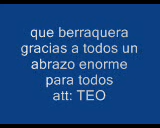 que berraquera
gracias a todos un
abrazo enorme
para todos
att: TEO